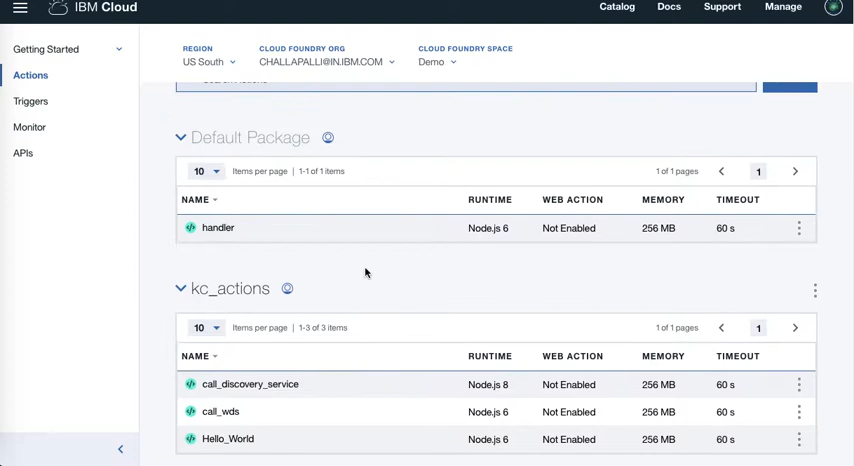 IBM Cloud
Catalog Docs Support Manage
Getting Started
Actions
Triggers
Monitor
APIs
REGION CLOUD FOUNDRY ORG CLOUD FOUNDRY SPACE
US South CHALLAPALLI@IN.IBM.COM Demo
Default Package
10 Items per page | 1-1 of 1 items 1 of 1 pages 1
NAME RUNTIME WEB ACTION MEMORY TIMEOUT
handler Node.js 6 Not Enabled 256 MB 60 s
kc_actions
10 Items per page | 1-3 of 3 items 1 of 1 pages 1
NAME RUNTIME WEB ACTION MEMORY TIMEOUT
call_discovery_service Node.js 8 Not Enabled 256 MB 60 s
call_wds Node.js 6 Not Enabled 256 MB 60 s
Hello_World Node.js 6 Not Enabled 256 MB 60 s